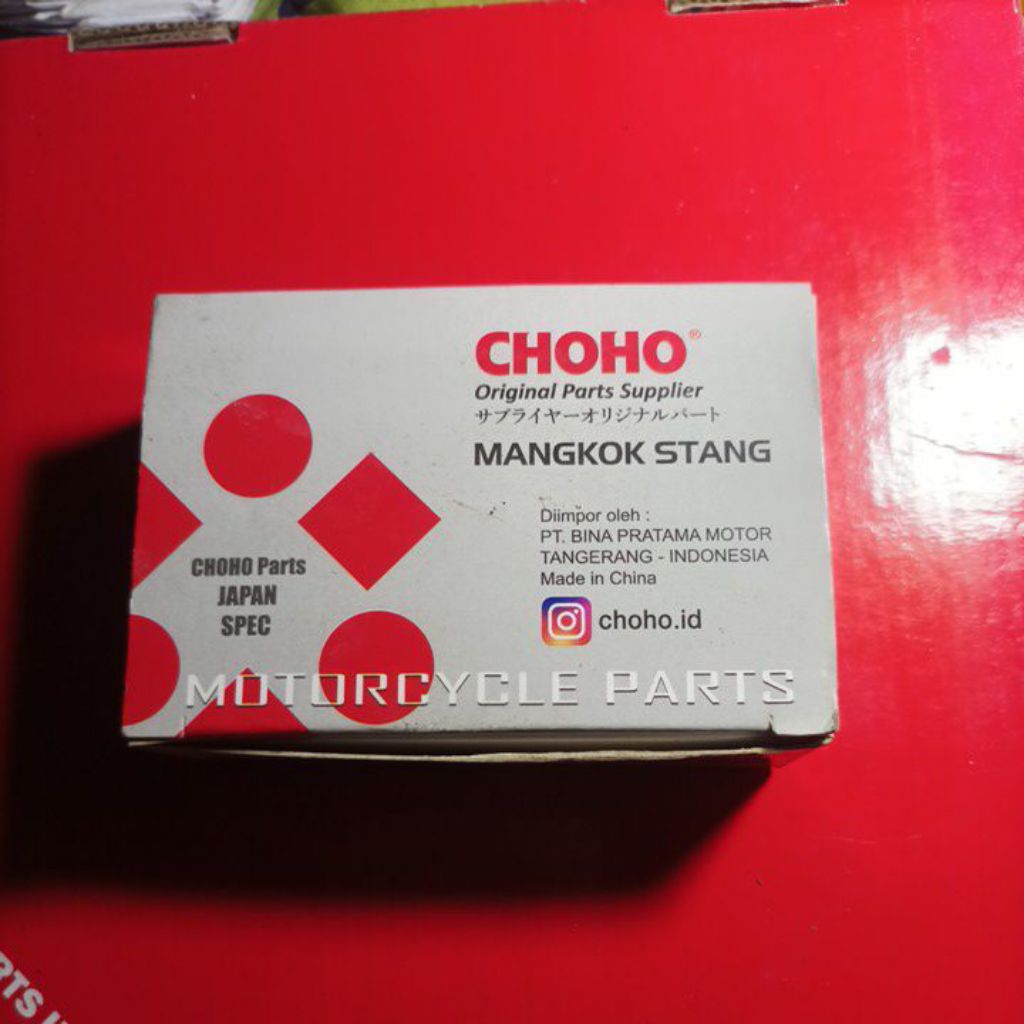 CHOHO®
Original Parts Supplier
サプライヤーオリジナルパート
MANGKOK STANG
Diimpor oleh :
PT. BINA PRATAMA MOTOR
TANGERANG - INDONESIA
Made in China
choho.id
CHOHO Parts
JAPAN
SPEC
MOTORCYCLE PARTS